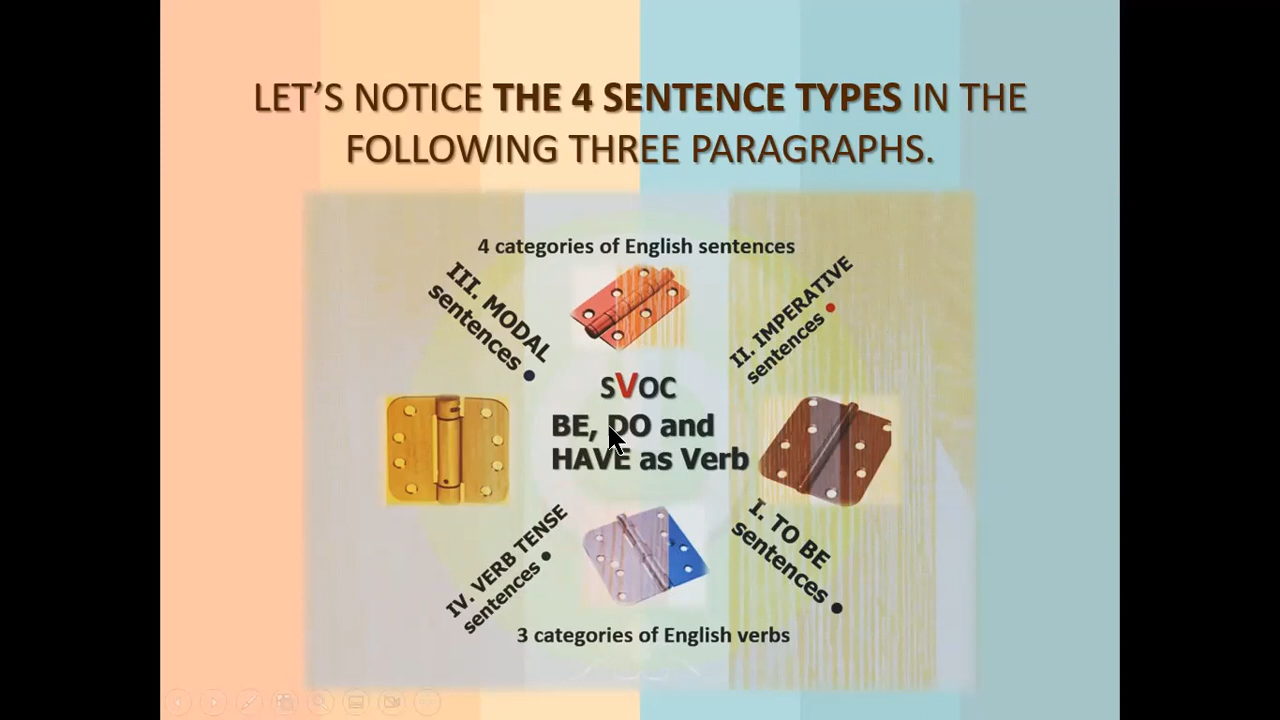 LET’S NOTICE THE 4 SENTENCE TYPES IN THE
FOLLOWING THREE PARAGRAPHS.
4 categories of English sentences
III. MODAL
sentences •
II. IMPERATIVE
sentences •
SVOC
BE, DO and
HAVE as Verb
IV. VERB TENSE
sentences •
I. TO BE
sentences •
3 categories of English verbs